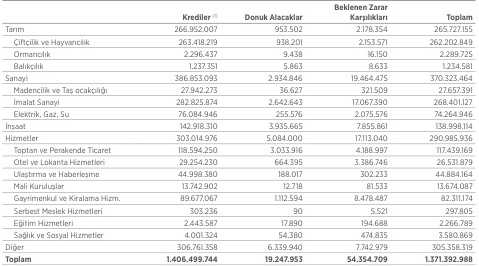 Beklenen Zarar
Krediler (1) Donuk Alacaklar Karşılıkları Toplam
Tarım 266.952.007 953.502 2.178.354 265.727.155
Çiftçilik ve Hayvancılık 263.418.219 938.201 2.153.571 262.202.849
Ormancılık 2.296.437 9.438 16.150 2.289.725
Balıkçılık 1.237.351 5.863 8.633 1.234.581
Sanayi 386.853.093 2.934.846 19.464.475 370.323.464
Madencilik ve Taş ocakçılığı 27.942.273 36.627 321.509 27.657.391
İmalat Sanayi 282.825.874 2.642.643 17.067.390 268.401.127
Elektrik, Gaz, Su 76.084.946 255.576 2.075.576 74.264.946
İnşaat 142.918.310 3.935.665 7.855.861 138.998.114
Hizmetler 303.014.976 5.084.000 17.113.040 290.985.936
Toptan ve Perakende Ticaret 118.594.250 3.033.916 4.188.997 117.439.169
Otel ve Lokanta Hizmetleri 29.254.230 664.395 3.386.746 26.531.879
Ulaştırma ve Haberleşme 44.998.380 188.017 302.233 44.884.164
Mali Kuruluşlar 13.742.902 12.718 81.533 13.674.087
Gayrimenkul ve Kiralama Hizm. 89.677.067 1.112.594 8.478.487 82.311.174
Serbest Meslek Hizmetleri 303.236 90 5.521 297.805
Eğitim Hizmetleri 2.443.587 17.890 194.688 2.266.789
Sağlık ve Sosyal Hizmetler 4.001.324 54.380 474.835 3.580.869
Diğer 306.761.358 6.339.940 7.742.979 305.358.319
Toplam 1.406.499.744 19.247.953 54.354.709 1.371.392.988